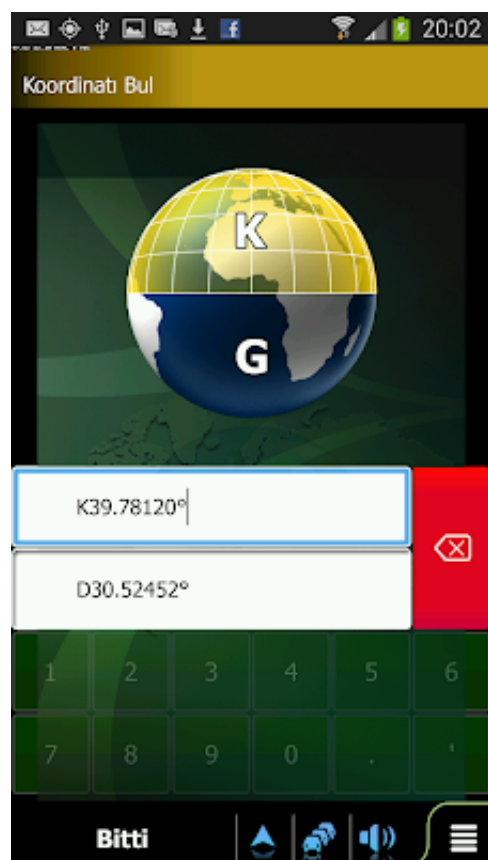 20:02
Koordinatı Bul
K
G
K39.78120°
D30.52452°
1 2 3 4 5 6
7 8 9 0 . '
Bitti